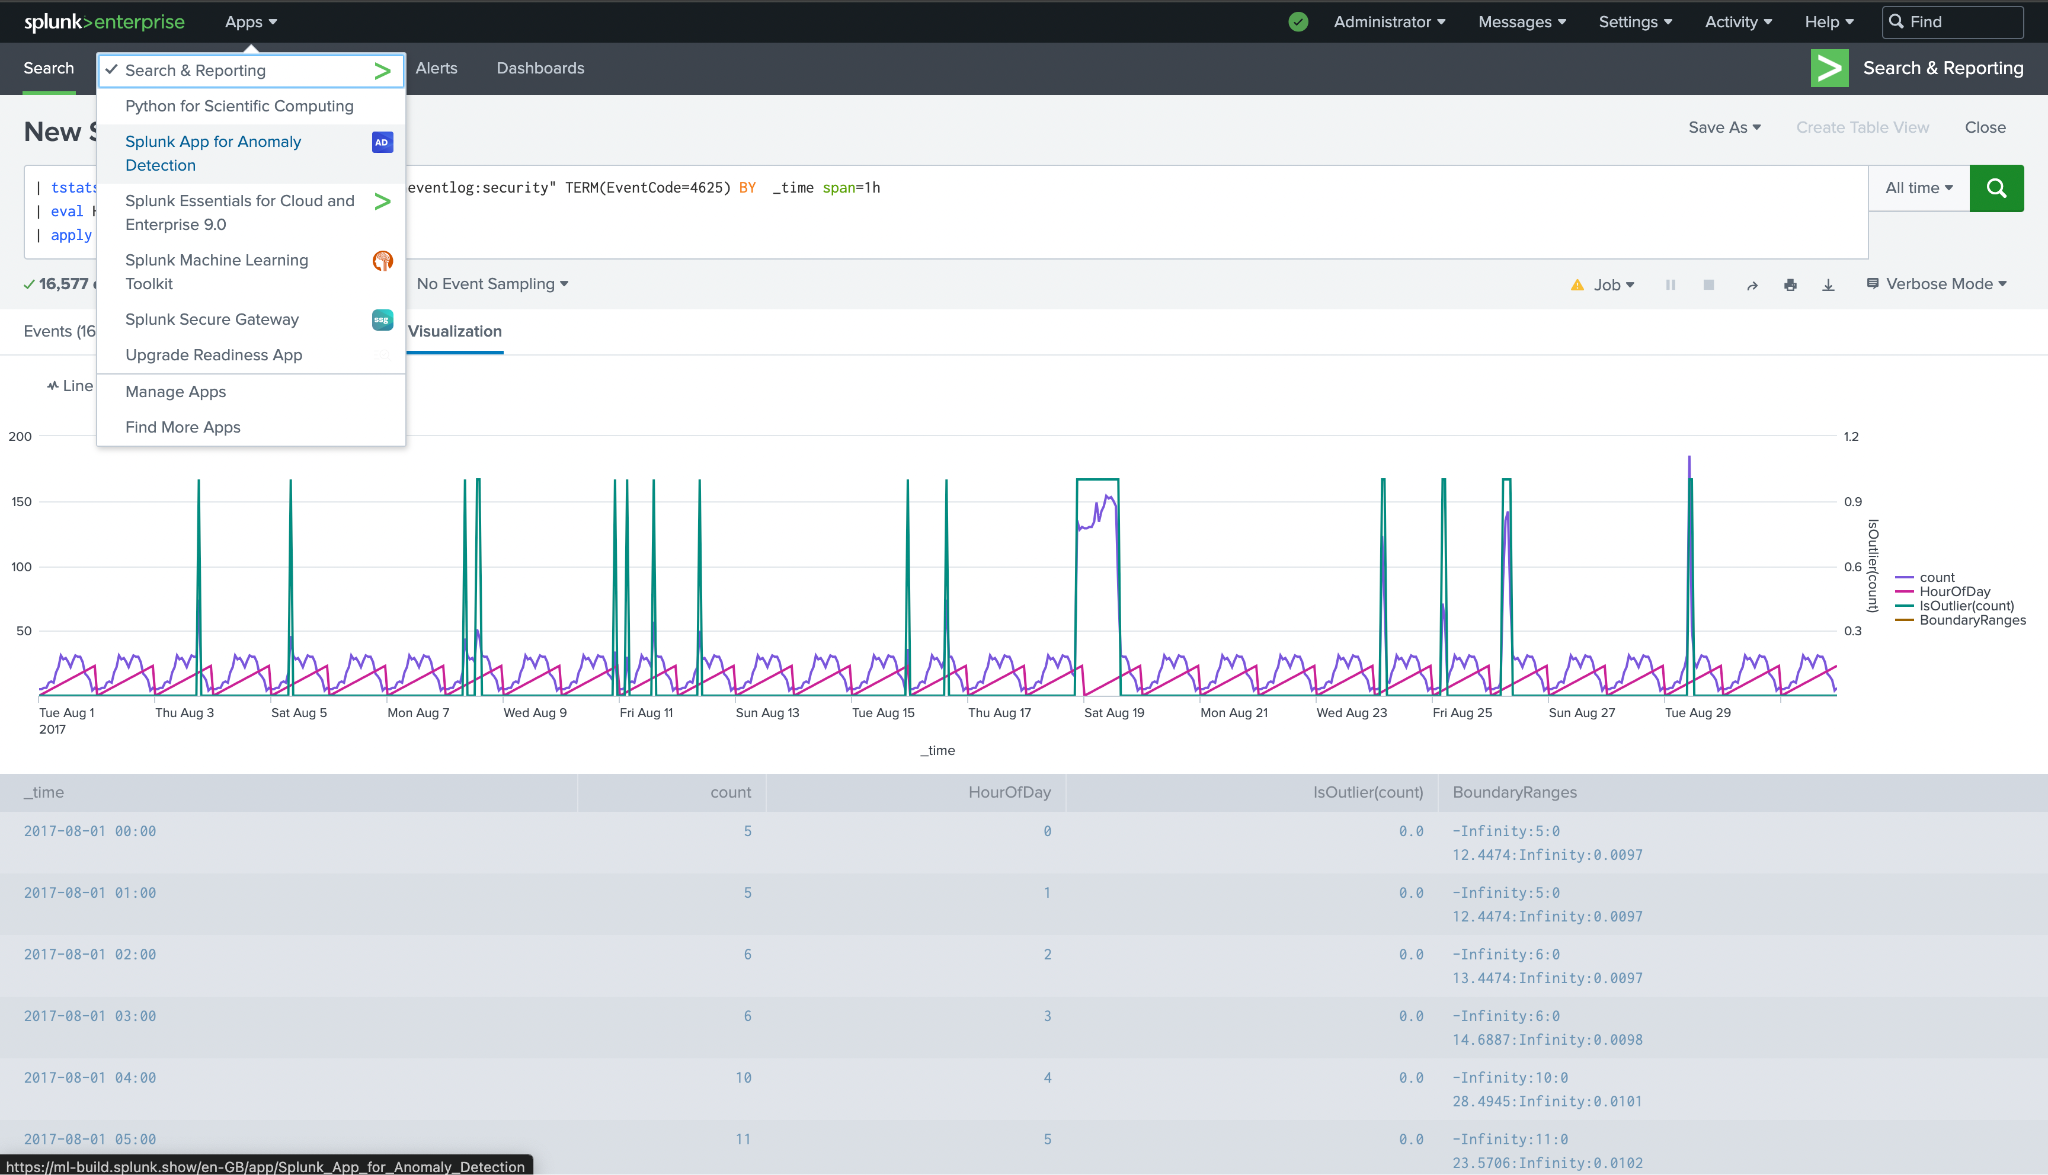 splunk>enterprise Apps Administrator Messages Settings Activity Help Find
Search Alerts Dashboards Search & Reporting
Search & Reporting
Python for Scientific Computing
Splunk App for Anomaly
Detection
AD
Splunk Essentials for Cloud and
Enterprise 9.0
Splunk Machine Learning
Toolkit
Splunk Secure Gateway
ssg
Upgrade Readiness App
Manage Apps
Find More Apps
New Save As Create Table View Close
| tstats eventlog:security" TERM(EventCode=4625) BY _time span=1h
| eval
| apply
All time
16,577 No Event Sampling Job Verbose Mode
Events (16 Visualization
Line
200 1.2
150 0.9
100 0.6
50 0.3
IsOutlier(count)
count
HourOfDay
IsOutlier(count)
BoundaryRanges
Tue Aug 1 Thu Aug 3 Sat Aug 5 Mon Aug 7 Wed Aug 9 Fri Aug 11 Sun Aug 13 Tue Aug 15 Thu Aug 17 Sat Aug 19 Mon Aug 21 Wed Aug 23 Fri Aug 25 Sun Aug 27 Tue Aug 29
2017
_time
_time count HourOfDay IsOutlier(count) BoundaryRanges
2017-08-01 00:00 5 0 0.0 -Infinity:5:0
12.4474:Infinity:0.0097
2017-08-01 01:00 5 1 0.0 -Infinity:5:0
12.4474:Infinity:0.0097
2017-08-01 02:00 6 2 0.0 -Infinity:6:0
13.4474:Infinity:0.0097
2017-08-01 03:00 6 3 0.0 -Infinity:6:0
14.6887:Infinity:0.0098
2017-08-01 04:00 10 4 0.0 -Infinity:10:0
28.4945:Infinity:0.0101
2017-08-01 05:00 11 5 0.0 -Infinity:11:0
23.5706:Infinity:0.0102
https://ml-build.splunk.show/en-GB/app/Splunk_App_for_Anomaly_Detection